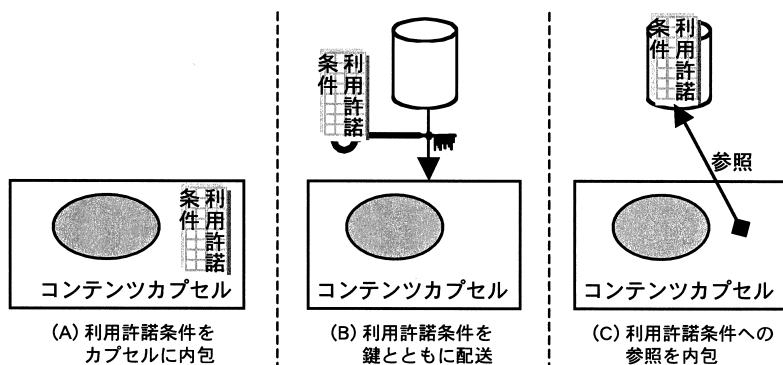 利用許諾
条件
コンテンツカプセル
(A) 利用許諾条件を
カプセルに内包
利用許諾
条件
コンテンツカプセル
(B) 利用許諾条件を
鍵とともに配送
利用許諾
条件
参照
コンテンツカプセル
(C) 利用許諾条件への
参照を内包